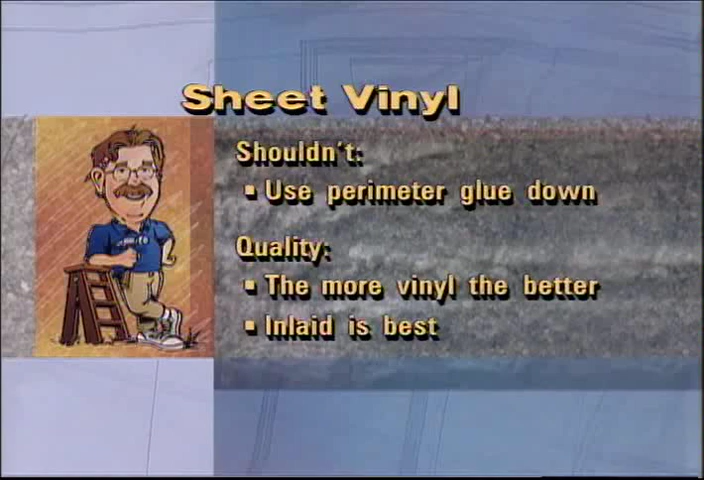 Sheet Vinyl
Shouldn't:
▪ Use perimeter glue down
Quality:
▪ The more vinyl the better
▪ Inlaid is best